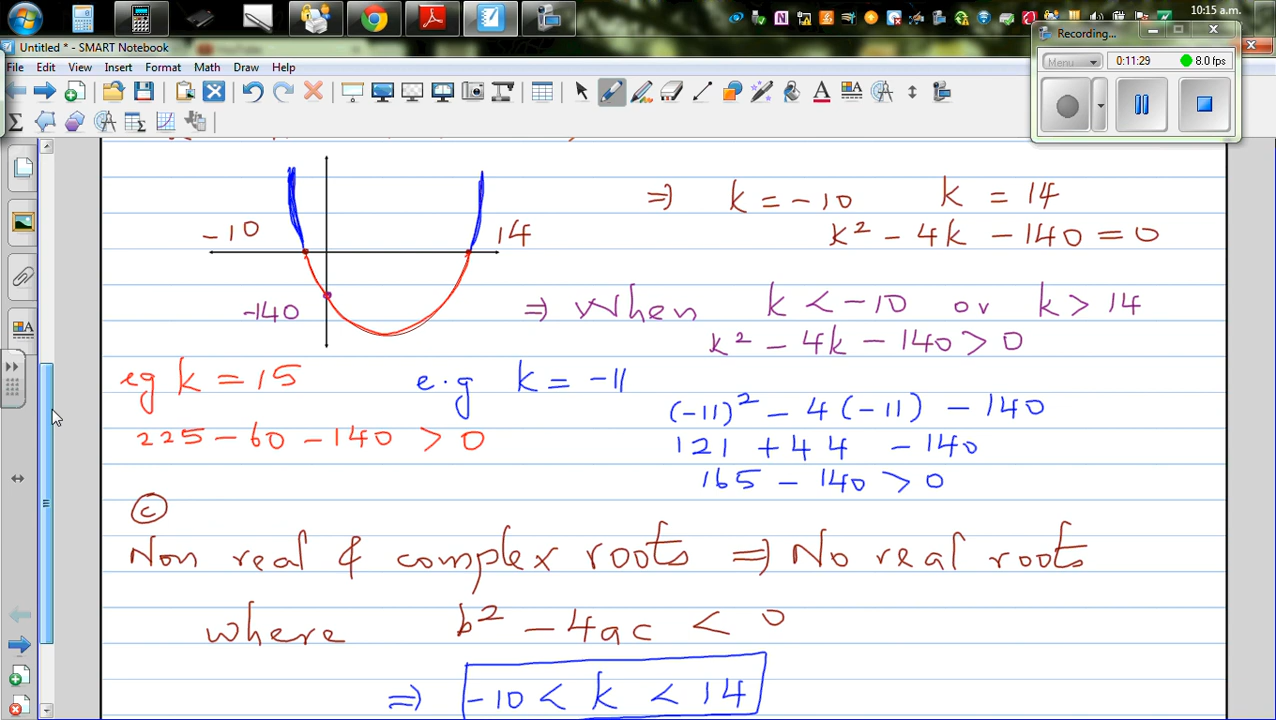 10:15 a.m.
Untitled * - SMART Notebook
Recording...
File Edit View Insert Format Math Draw Help
Menu
0:11:29
8.0 fps
-10
14
-140
⇒ k = -10 k = 14
k² - 4k - 140 = 0
⇒ When k < -10 or k > 14
k² - 4k - 140 > 0
eg k = 15
225 - 60 - 140 > 0
e.g k = -11
(-11)² - 4(-11) - 140
121 + 44 - 140
165 - 140 > 0
©
Non real & complex roots ⇒ No real roots
where b² - 4ac < 0
⇒ -10 < k < 14